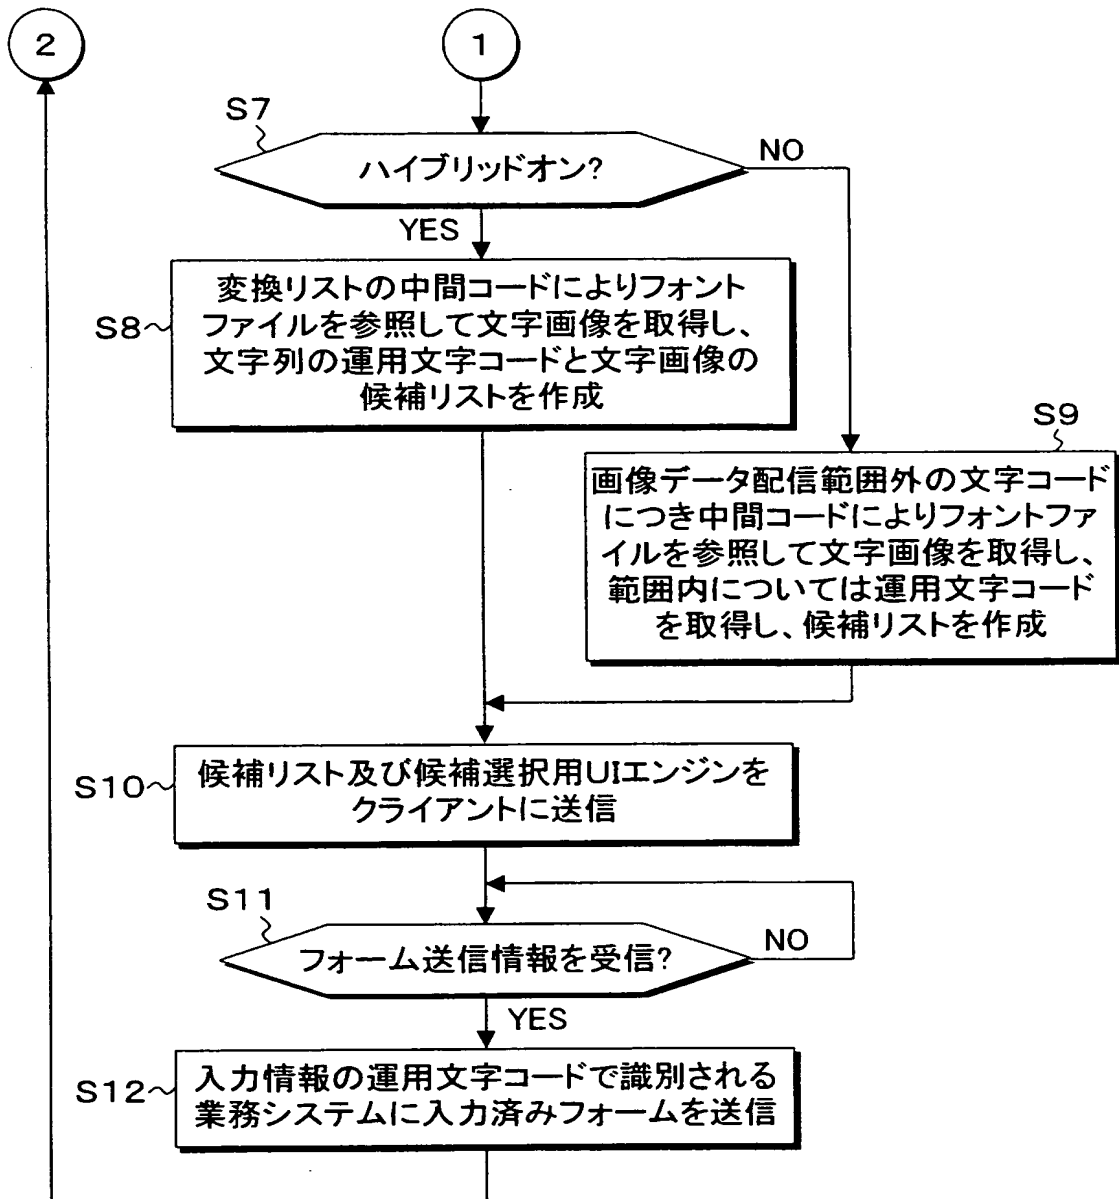 2
1
S7
ハイブリッドオン?
NO
YES
S8
変換リストの中間コードによりフォント
ファイルを参照して文字画像を取得し、
文字列の運用文字コードと文字画像の
候補リストを作成
S9
画像データ配信範囲外の文字コード
につき中間コードによりフォントファ
イルを参照して文字画像を取得し、
範囲内については運用文字コード
を取得し、候補リストを作成
S10
候補リスト及び候補選択用UIエンジンを
クライアントに送信
S11
フォーム送信情報を受信?
NO
YES
S12
入力情報の運用文字コードで識別される
業務システムに入力済みフォームを送信